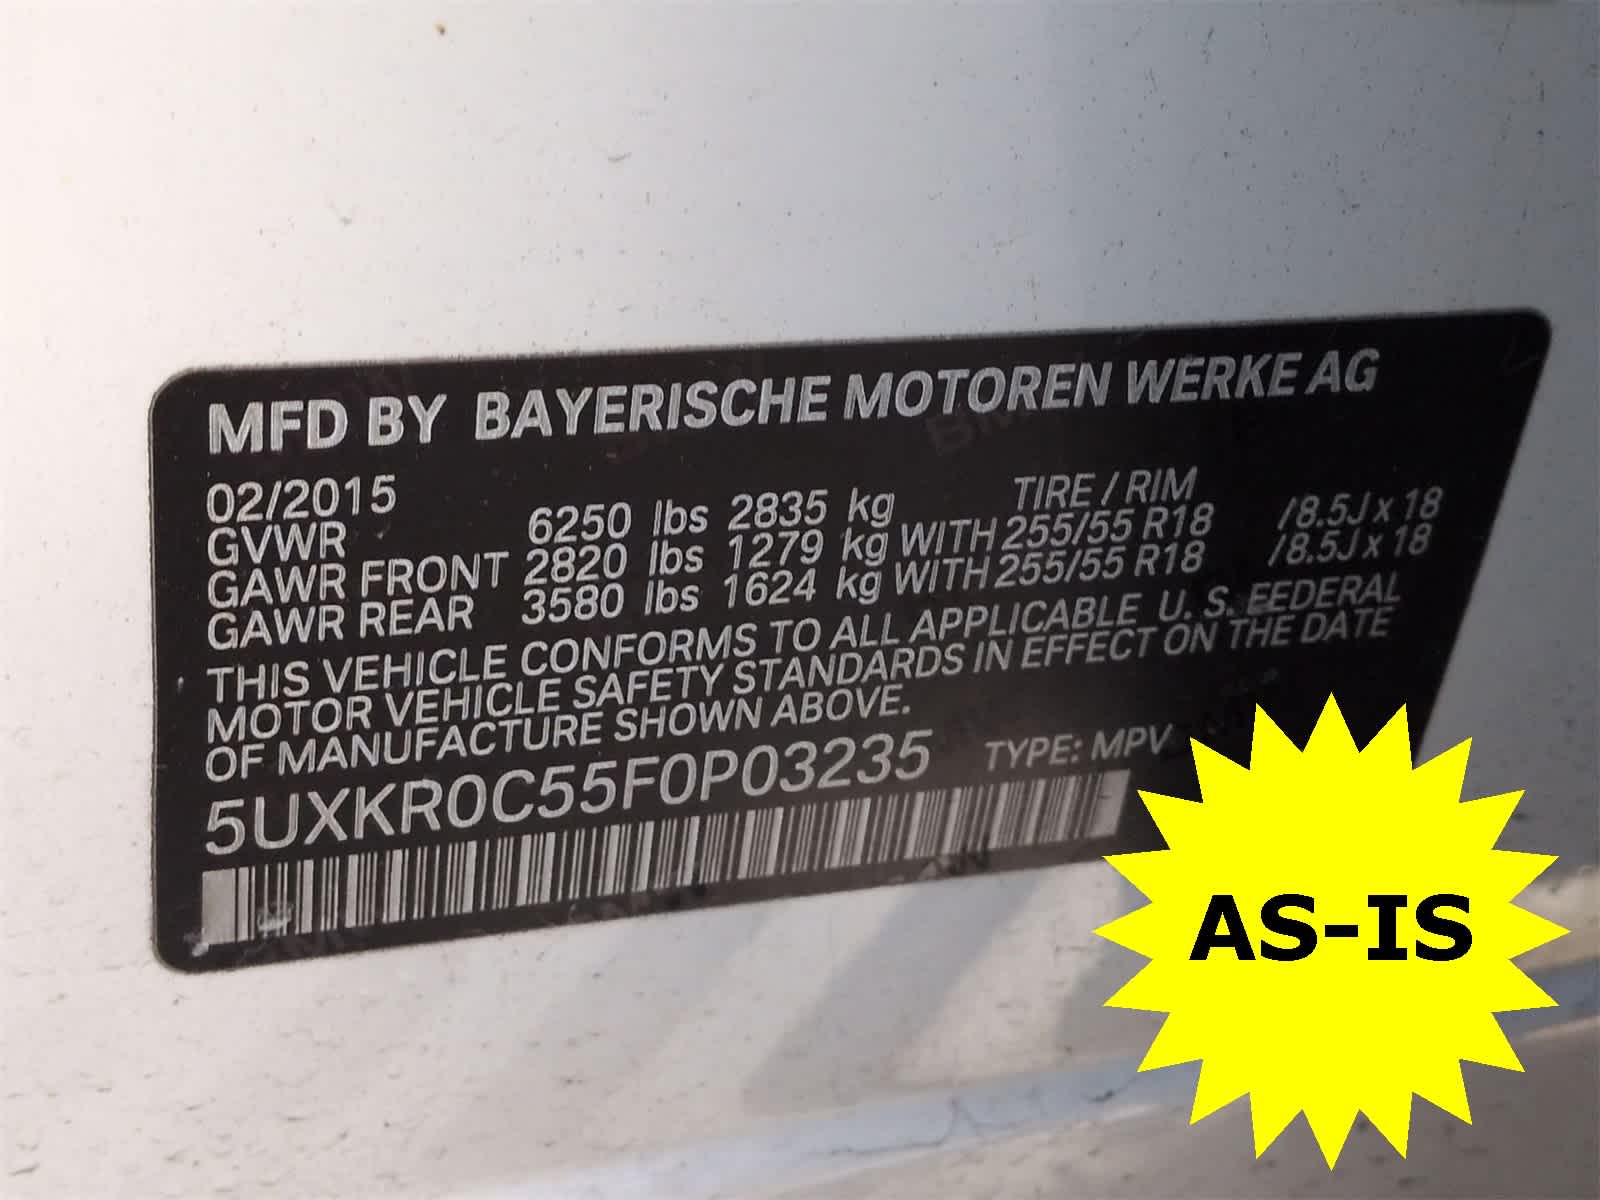 MFD BY BAYERISCHE MOTOREN WERKE AG
02/2015 TIRE / RIM
GVWR 6250 lbs 2835 kg
GAWR FRONT 2820 lbs 1279 kg WITH 255/55 R18 /8.5J x 18
GAWR REAR 3580 lbs 1624 kg WITH 255/55 R18 /8.5J x 18
THIS VEHICLE CONFORMS TO ALL APPLICABLE U. S. FEDERAL
MOTOR VEHICLE SAFETY STANDARDS IN EFFECT ON THE DATE
OF MANUFACTURE SHOWN ABOVE.
5UXKR0C55F0P03235 TYPE: MPV
AS-IS